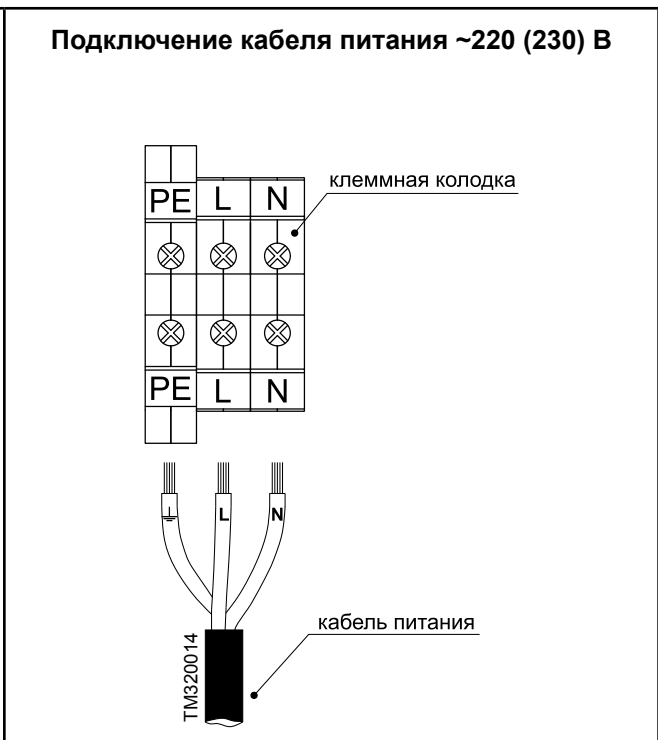 Подключение кабеля питания ~220 (230) В
клеммная колодка
PE L N
PE L N
⏚ L N
кабель питания
TM320014